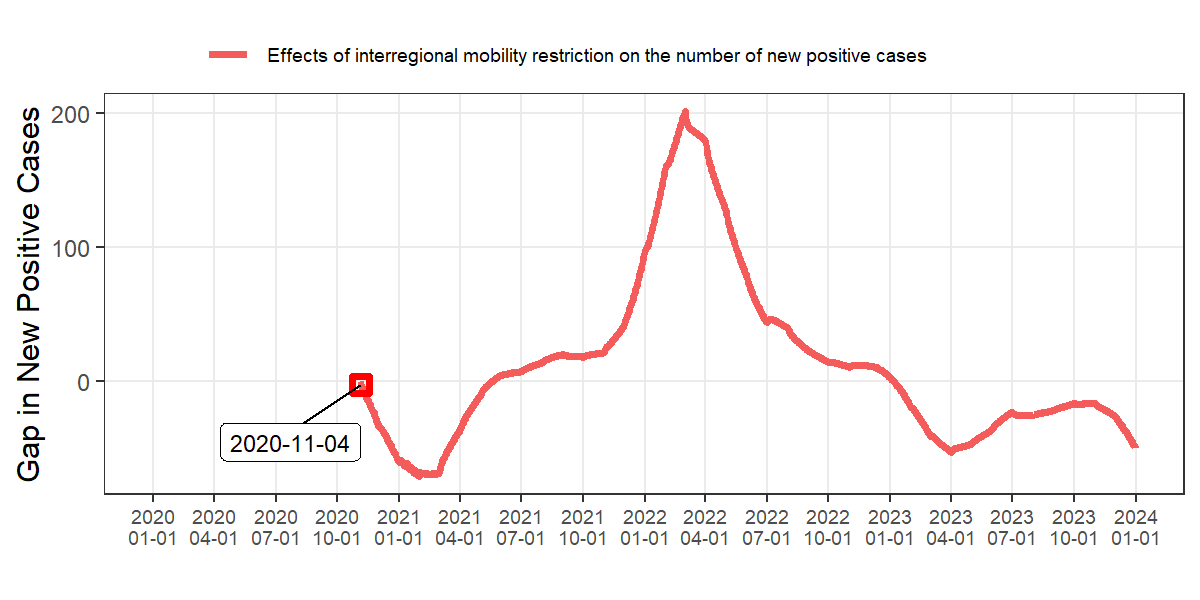 Effects of interregional mobility restriction on the number of new positive cases
Gap in New Positive Cases
200
100
0
2020-11-04
2020 2020 2020 2020 2021 2021 2021 2021 2022 2022 2022 2022 2023 2023 2023 2023 2024
01-01 04-01 07-01 10-01 01-01 04-01 07-01 10-01 01-01 04-01 07-01 10-01 01-01 04-01 07-01 10-01 01-01